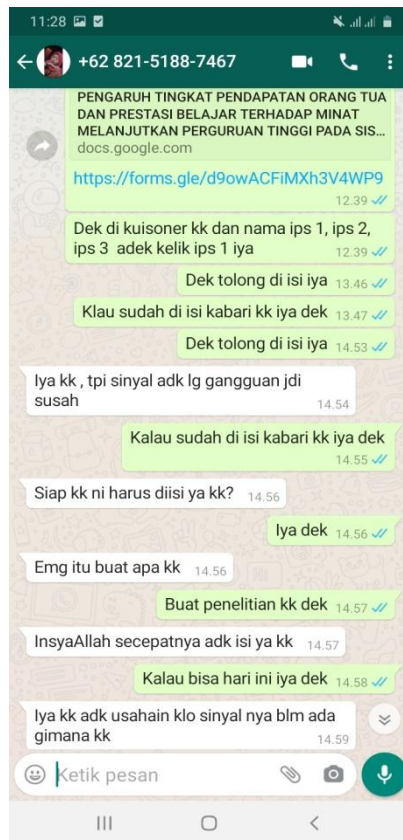 11:28
+62 821-5188-7467
PENGARUH TINGKAT PENDAPATAN ORANG TUA
DAN PRESTASI BELAJAR TERHADAP MINAT
MELANJUTKAN PERGURUAN TINGGI PADA SIS...
docs.google.com
https://forms.gle/d9owACFiMXh3V4WP9
12.39
Dek di kuisoner kk dan nama ips 1, ips 2,
ips 3 adek kelik ips 1 iya 12.39
Dek tolong di isi iya 13.46
Klau sudah di isi kabari kk iya dek 13.47
Dek tolong di isi iya 14.53
Iya kk , tpi sinyal adk lg gangguan jdi
susah 14.54
Kalau sudah di isi kabari kk iya dek
14.55
Siap kk ni harus diisi ya kk? 14.56
Iya dek 14.56
Emg itu buat apa kk 14.56
Buat penelitian kk dek 14.57
InsyaAllah secepatnya adk isi ya kk 14.57
Kalau bisa hari ini iya dek 14.58
Iya kk adk usahain klo sinyal nya blm ada
gimana kk 14.59
Ketik pesan